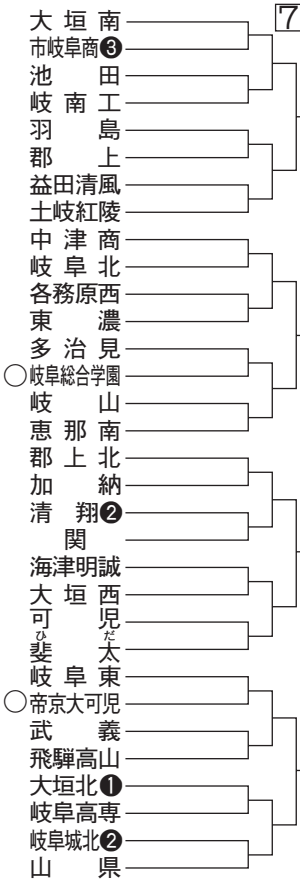 7
大垣南
市岐阜商❸
池田
岐南工
羽島
郡上
益田清風
土岐紅陵
中津商
岐阜北
各務原西
東濃
多治見
○岐阜総合学園
岐山
恵那南
郡上北
加納
清翔❷
関
海津明誠
大垣西
可児
斐太
ひだ
岐阜東
○帝京大可児
武義
飛騨高山
大垣北❶
岐阜高専
岐阜城北❷
山県